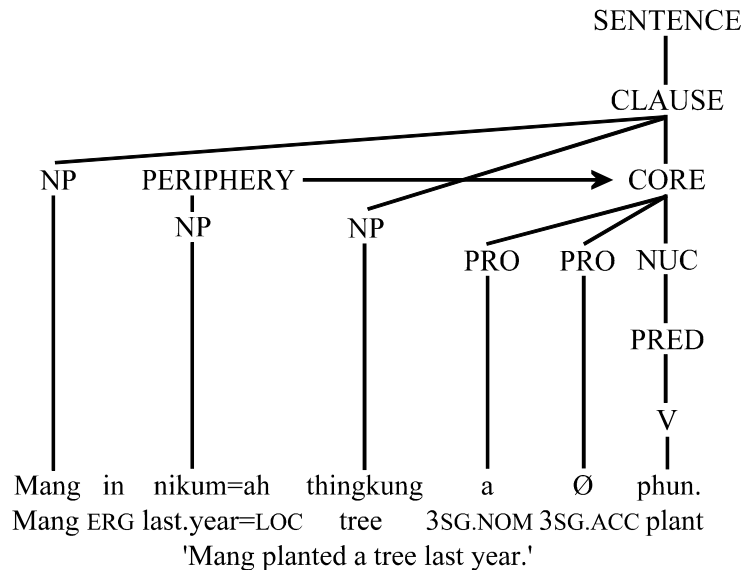 SENTENCE
CLAUSE
NP PERIPHERY CORE
NP NP
PRO PRO NUC
PRED
V
Mang in nikum=ah thingkung a Ø phun.
Mang ERG last.year=LOC tree 3SG.NOM 3SG.ACC plant
'Mang planted a tree last year.'